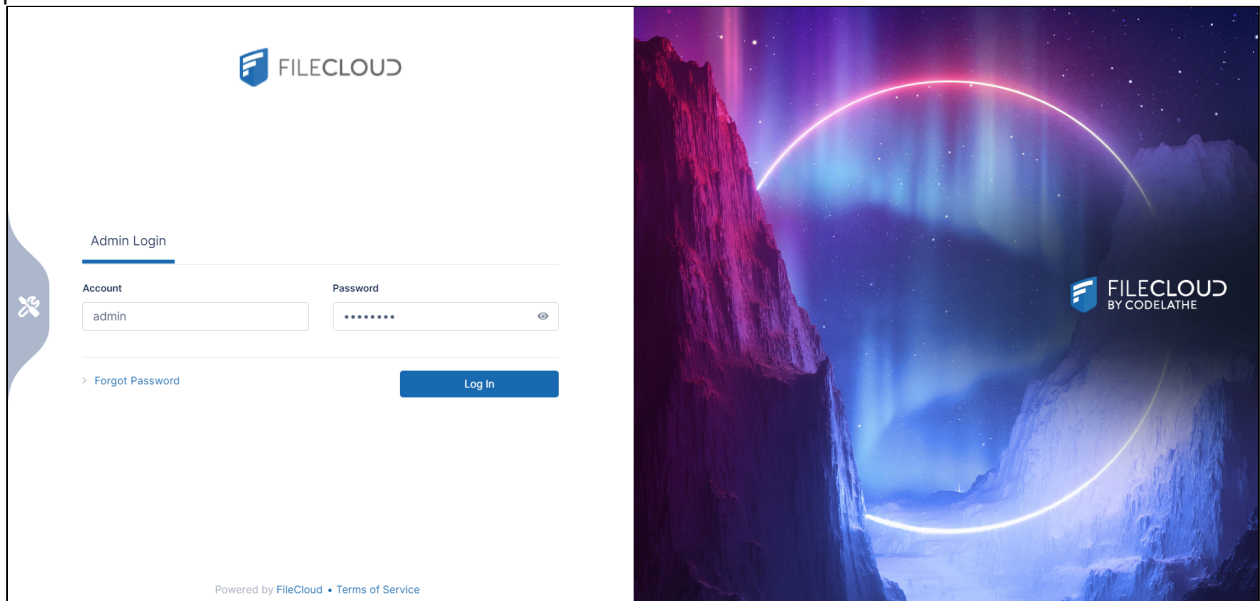 FILECLOUD
Admin Login
Account
Password
admin
••••••••
> Forgot Password
Log In
FILECLOUD
BY CODELATHE
Powered by FileCloud • Terms of Service